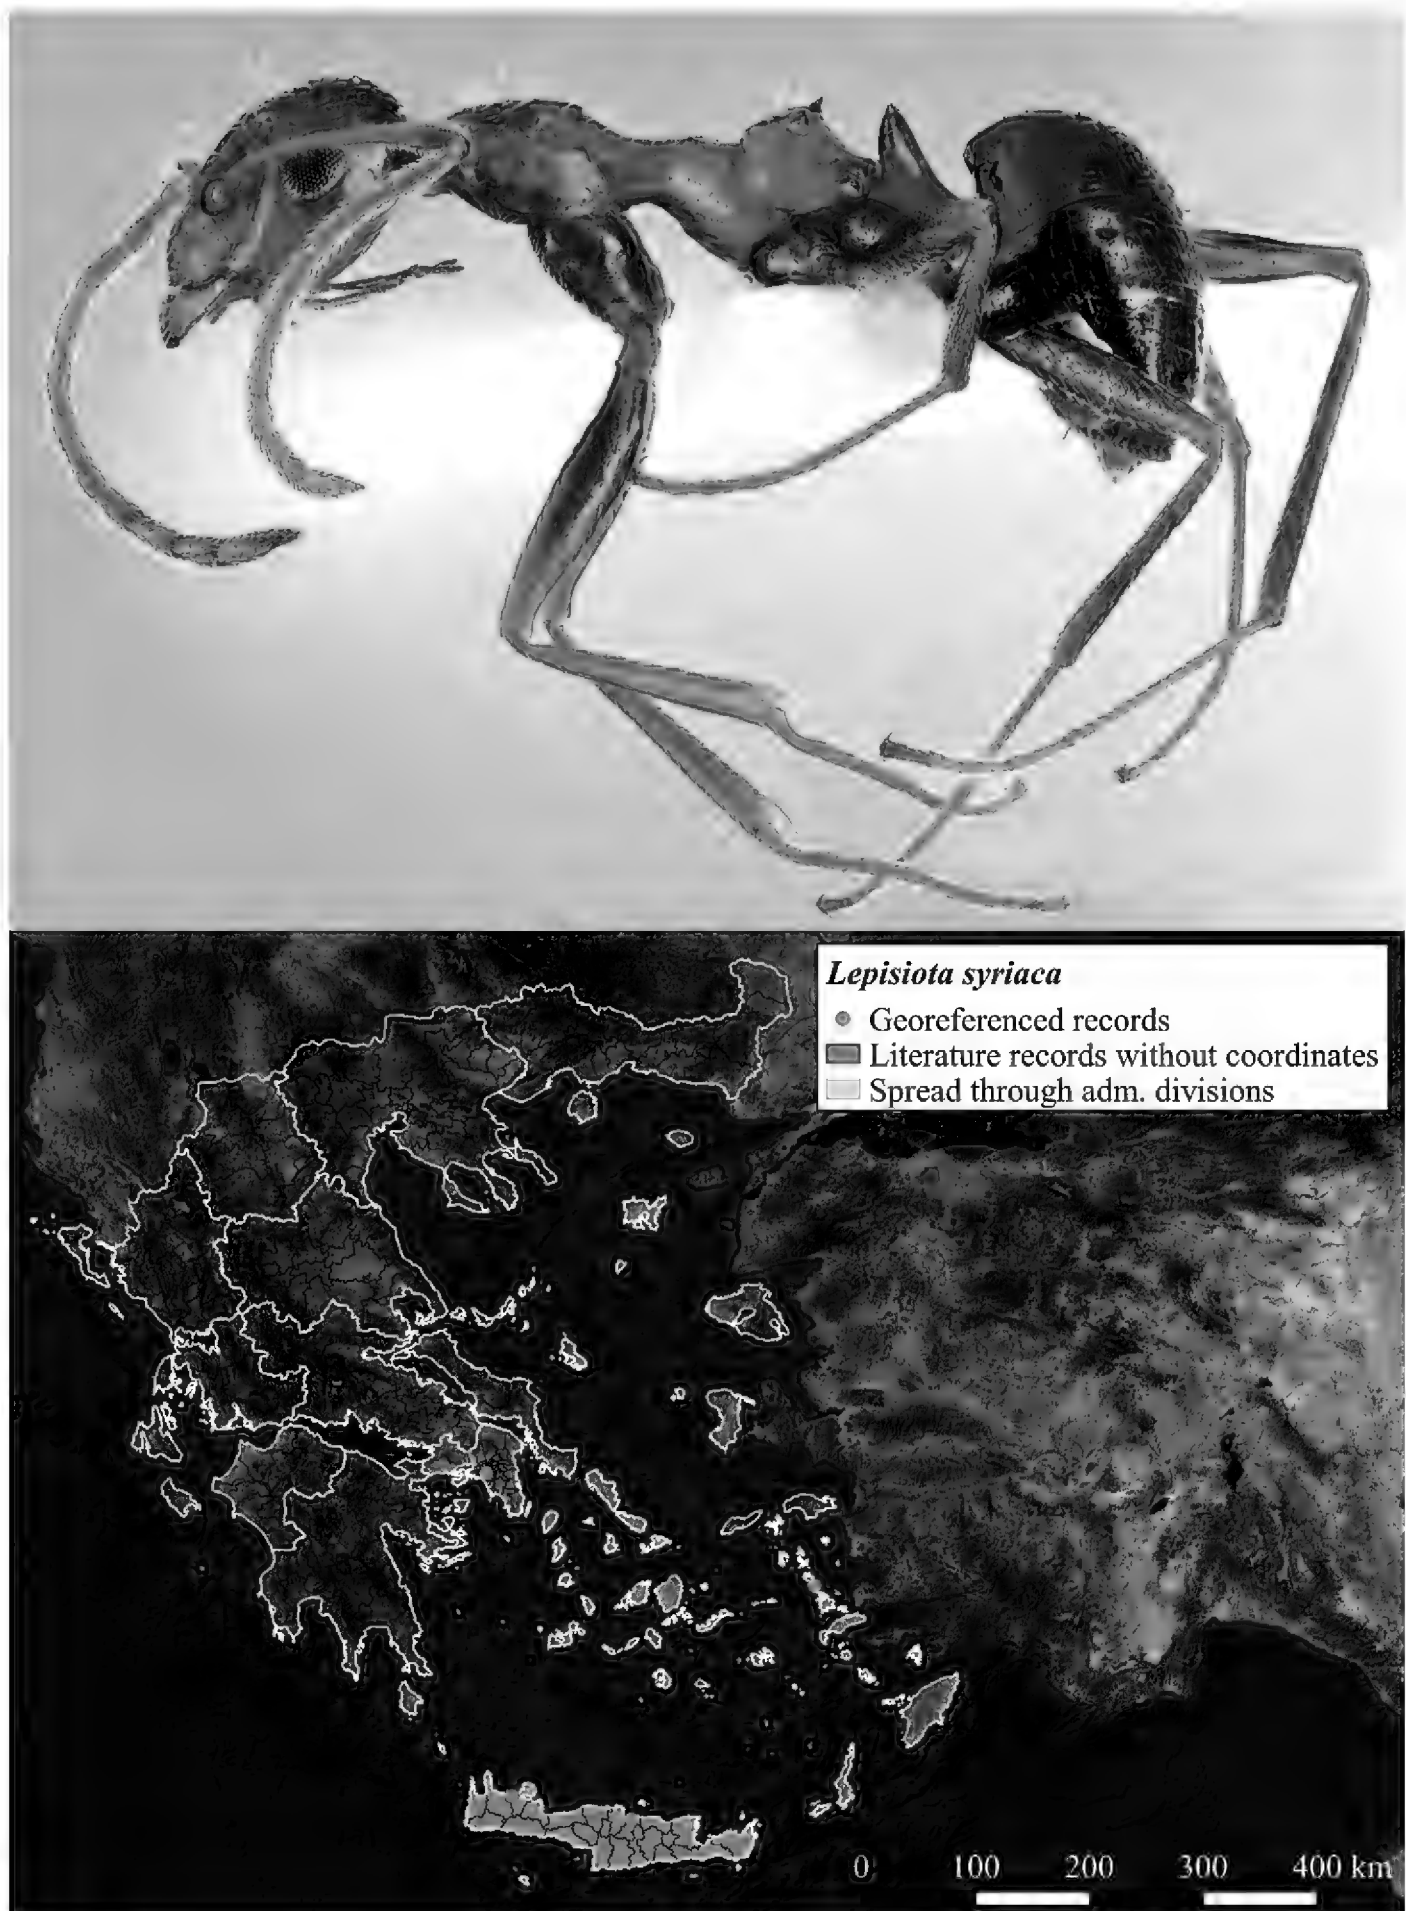 Lepisiota syriaca
Georeferenced records
Literature records without coordinates
Spread through adm. divisions
0 100 200 300 400 km